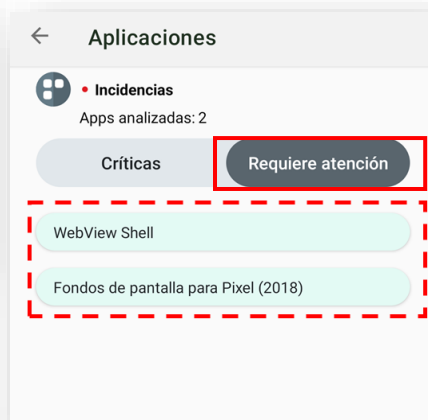 Aplicaciones
Incidencias
Apps analizadas: 2
Críticas
Requiere atención
WebView Shell
Fondos de pantalla para Pixel (2018)